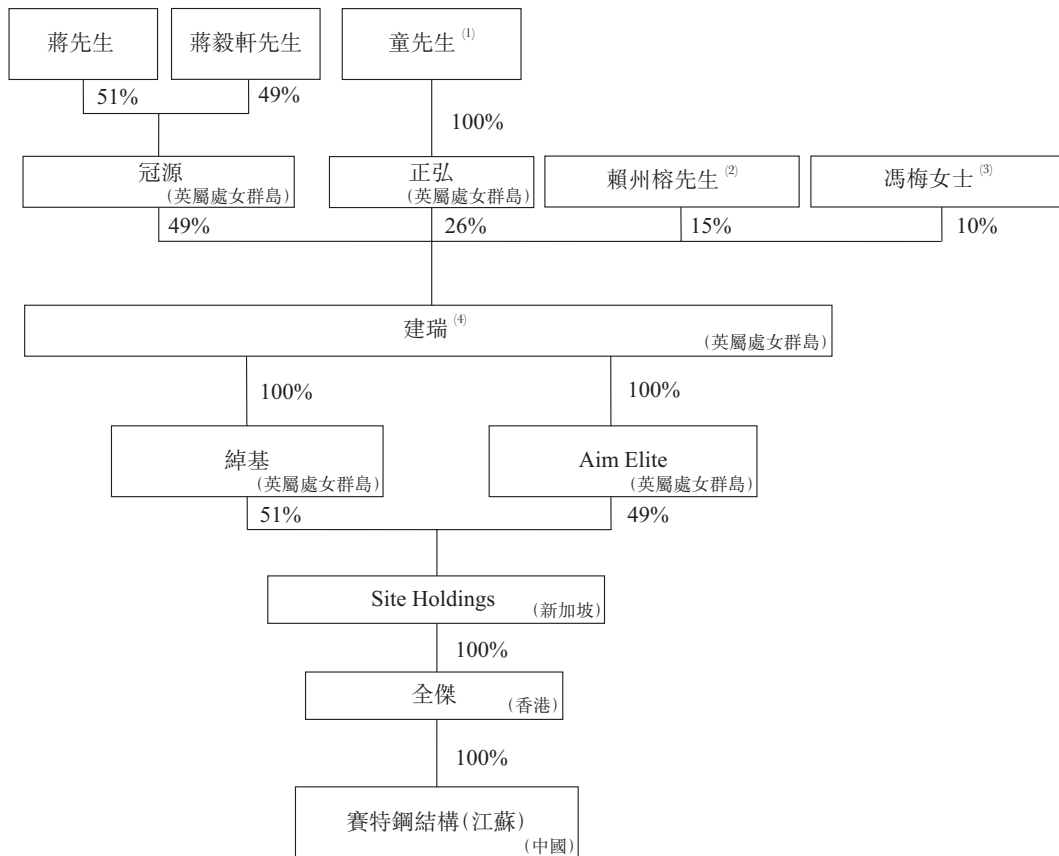 蔣先生
蔣毅軒先生
童先生 (1)
51%
49%
100%
冠源
(英屬處女群島)
正弘
(英屬處女群島)
賴州榕先生 (2)
馮梅女士 (3)
49%
26%
15%
10%
建瑞 (4)
(英屬處女群島)
100%
100%
綽基
(英屬處女群島)
Aim Elite
(英屬處女群島)
51%
49%
Site Holdings
(新加坡)
100%
全傑
(香港)
100%
賽特鋼結構(江蘇)
(中國)